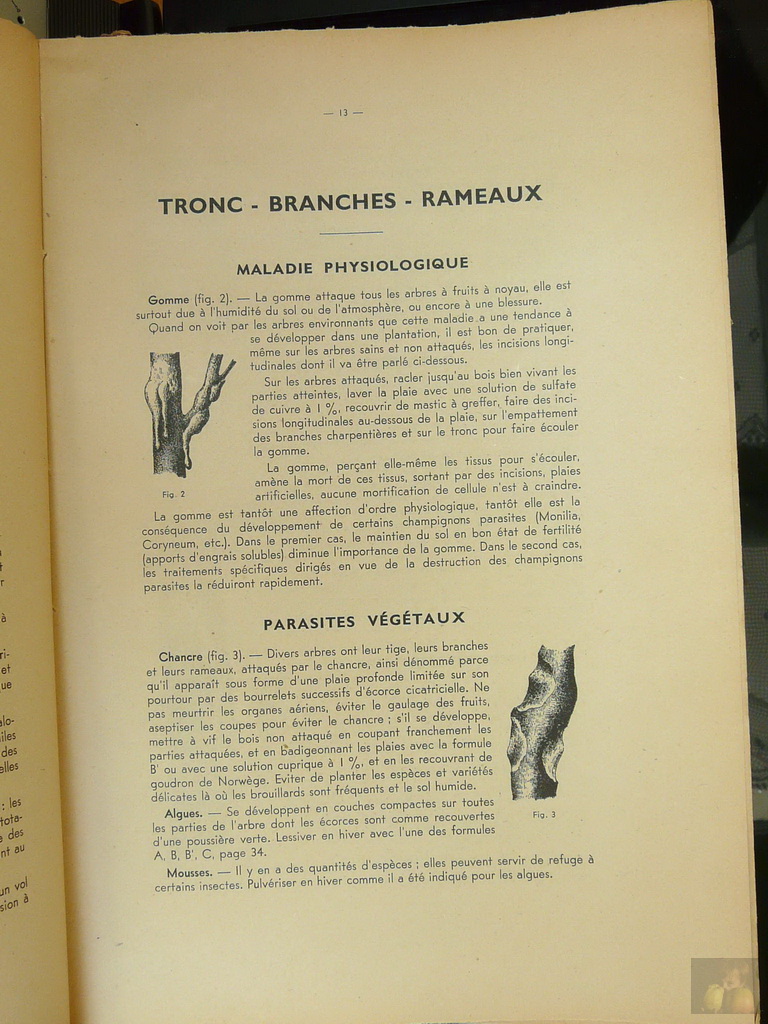 — 13 —
TRONC - BRANCHES - RAMEAUX
MALADIE PHYSIOLOGIQUE
Gomme (fig. 2). — La gomme attaque tous les arbres à fruits à noyau, elle est
surtout due à l'humidité du sol ou de l'atmosphère, ou encore à une blessure.
Quand on voit par les arbres environnants que cette maladie a une tendance à
se développer dans une plantation, il est bon de pratiquer,
même sur les arbres sains et non attaqués, les incisions longi-
tudinales dont il va être parlé ci-dessous.
Sur les arbres attaqués, racler jusqu'au bois bien vivant les
parties atteintes, laver la plaie avec une solution de sulfate
de cuivre à 1 %, recouvrir de mastic à greffer, faire des inci-
sions longitudinales au-dessous de la plaie, sur l'empattement
des branches charpentières et sur le tronc pour faire écouler
la gomme.
La gomme, perçant elle-même les tissus pour s'écouler,
amène la mort de ces tissus, sortant par des incisions, plaies
artificielles, aucune mortification de cellule n'est à craindre.
Fig. 2
La gomme est tantôt une affection d'ordre physiologique, tantôt elle est la
conséquence du développement de certains champignons parasites (Monilia,
Coryneum, etc.). Dans le premier cas, le maintien du sol en bon état de fertilité
(apports d'engrais solubles) diminue l'importance de la gomme. Dans le second cas,
les traitements spécifiques dirigés en vue de la destruction des champignons
parasites la réduiront rapidement.
PARASITES VÉGÉTAUX
Chancre (fig. 3). — Divers arbres ont leur tige, leurs branches
et leurs rameaux, attaqués par le chancre, ainsi dénommé parce
qu'il apparaît sous forme d'une plaie profonde limitée sur son
pourtour par des bourrelets successifs d'écorce cicatricielle. Ne
pas meurtrir les organes aériens, éviter le gaulage des fruits,
aseptiser les coupes pour éviter le chancre ; s'il se développe,
mettre à vif le bois non attaqué en coupant franchement les
parties attaquées, et en badigeonnant les plaies avec la formule
B' ou avec une solution cuprique à 1 %, et en les recouvrant de
goudron de Norwège. Eviter de planter les espèces et variétés
délicates là où les brouillards sont fréquents et le sol humide.
Fig. 3
Algues. — Se développent en couches compactes sur toutes
les parties de l'arbre dont les écorces sont comme recouvertes
d'une poussière verte. Lessiver en hiver avec l'une des formules
A, B, B', C, page 34.
Mousses. — Il y en a des quantités d'espèces ; elles peuvent servir de refuge à
certains insectes. Pulvériser en hiver comme il a été indiqué pour les algues.